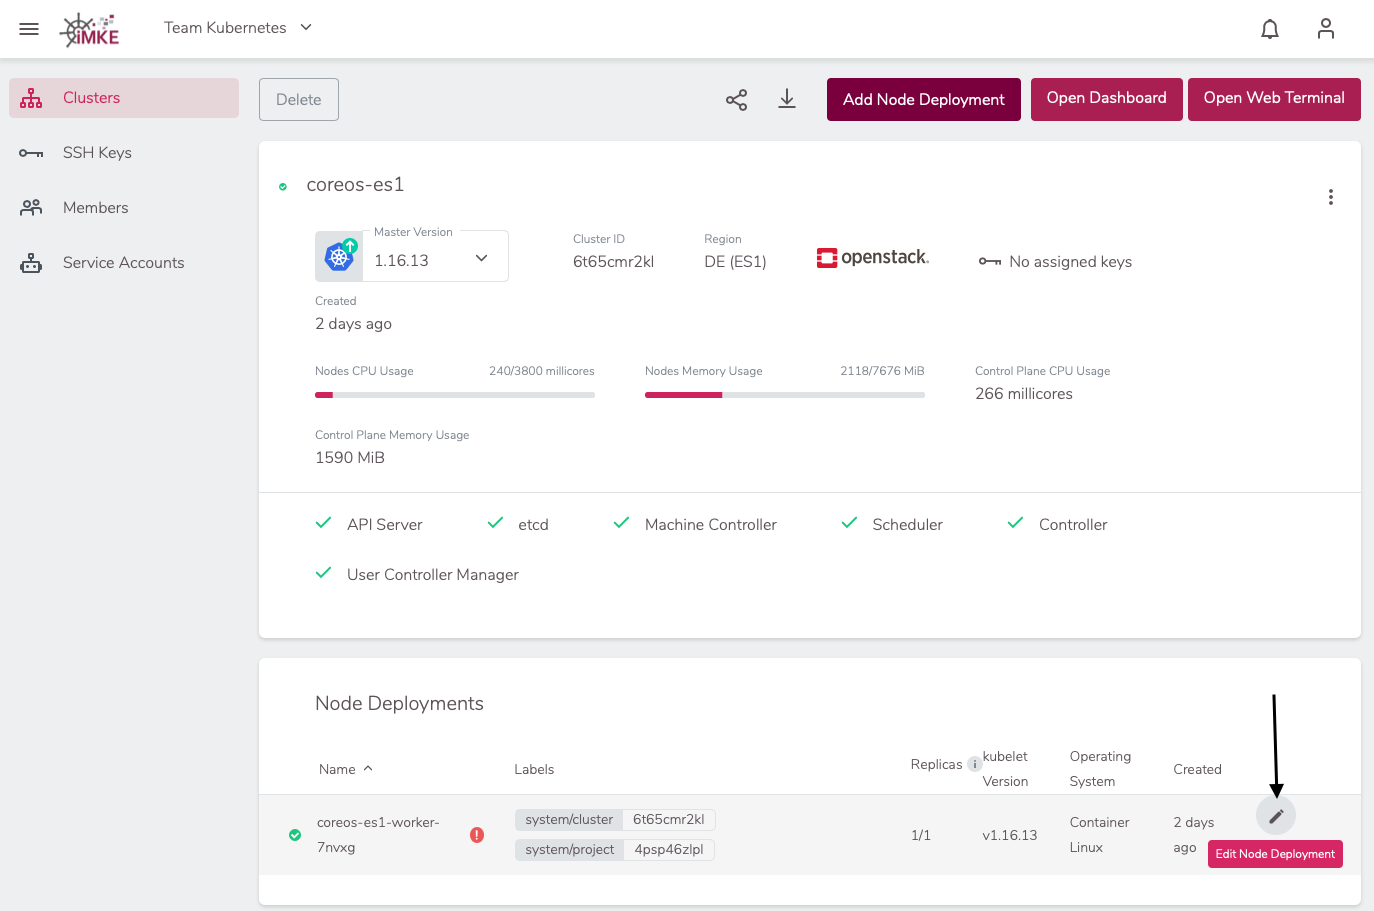 iMKE
Team Kubernetes
Clusters
SSH Keys
Members
Service Accounts
Delete
Add Node Deployment
Open Dashboard
Open Web Terminal
coreos-es1
Master Version
1.16.13
Cluster ID
6t65cmr2kl
Region
DE (ES1)
openstack.
No assigned keys
Created
2 days ago
Nodes CPU Usage
240/3800 millicores
Nodes Memory Usage
2118/7676 MiB
Control Plane CPU Usage
266 millicores
Control Plane Memory Usage
1590 MiB
API Server
etcd
Machine Controller
Scheduler
Controller
User Controller Manager
Node Deployments
Name
Labels
Replicas
kubelet
Version
Operating
System
Created
coreos-es1-worker-
7nvxg
system/cluster 6t65cmr2kl
system/project 4psp46zlpl
1/1
v1.16.13
Container
Linux
2 days
ago
Edit Node Deployment